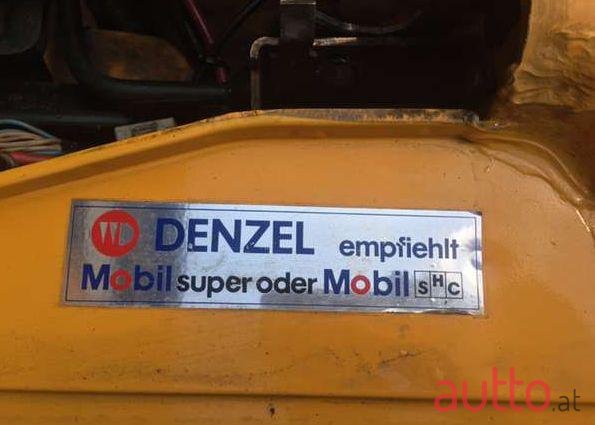 WD DENZEL empfiehlt
Mobil super oder Mobil SHC
autto.at